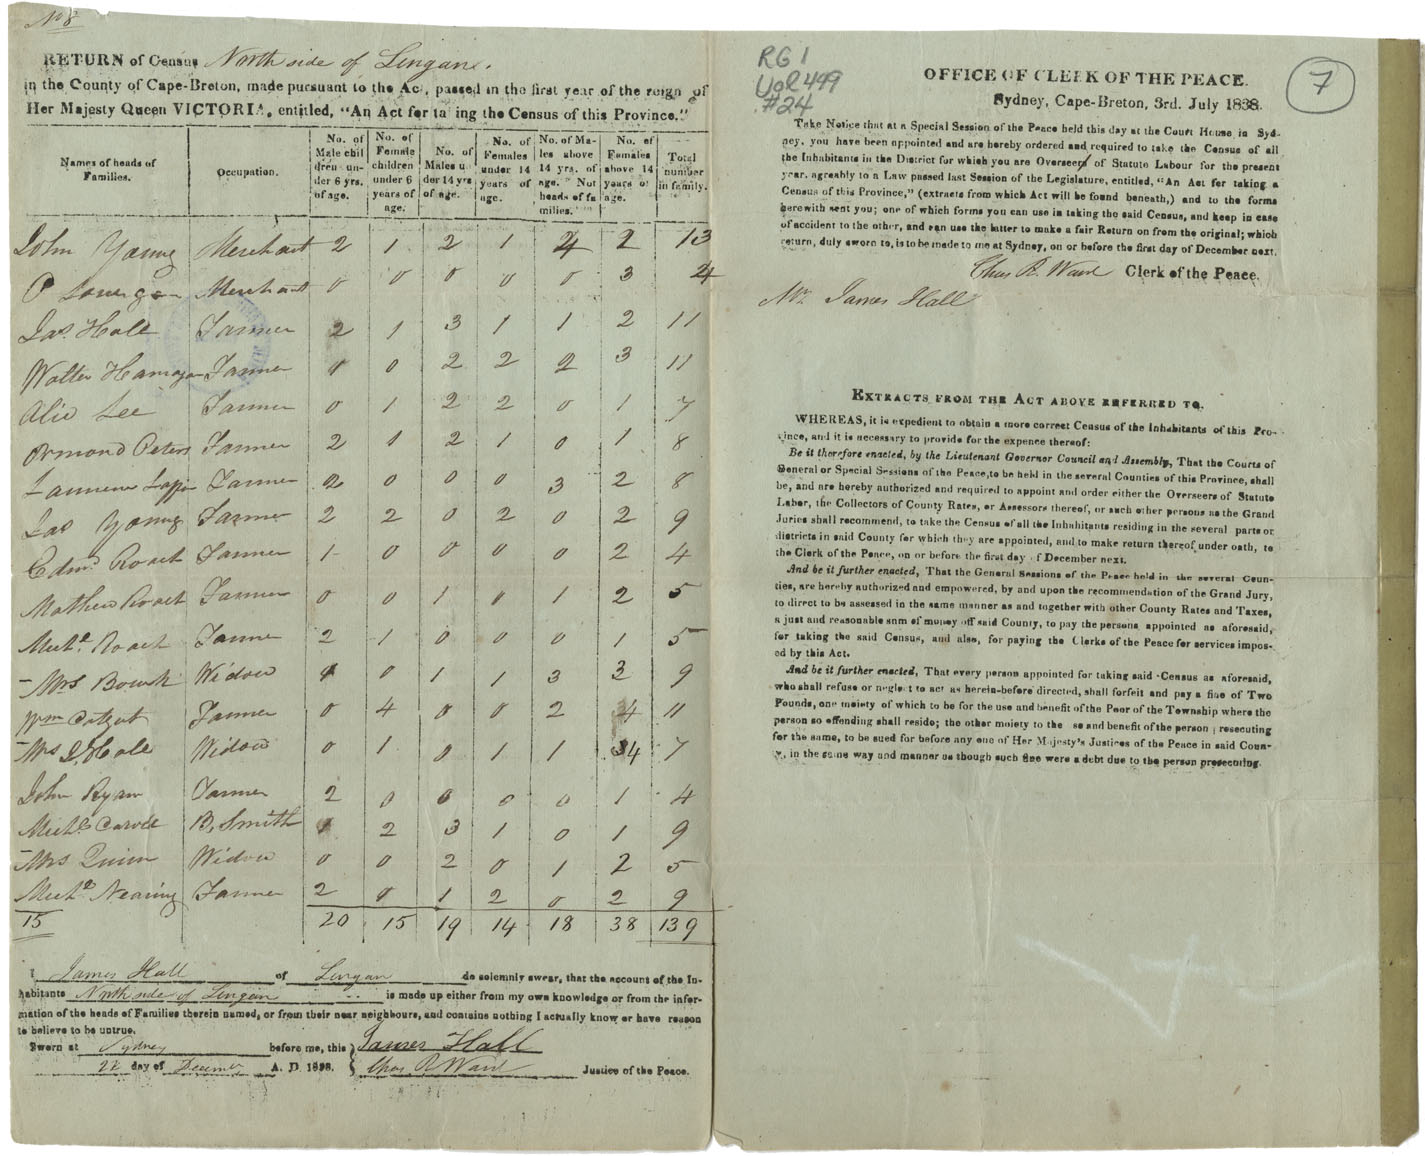 No 8
RETURN of Census North side of Lingan.
in the County of Cape-Breton, made pursuant to the Act, passed in the first year of the reign of
Her Majesty Queen VICTORIA, entitled, "An Act for taking the Census of this Province."
Names of heads of Families. | Occupation. | No. of Male children under 6 yrs. of age. | No. of Female children under 6 years of age. | No. of Males under 14 yrs of age. | No. of Females under 14 years of age. | No. of Males above 14 yrs. of age. Not heads of families. | No. of Females above 14 years of age. | Total number in family.
John Young Merchant 2 1 2 1 4 2 13
P Lonergan Merchant 0 0 0 0 0 3 4
Jas Hall Farmer 2 1 3 1 1 2 11
Walter Farmer 1 0 2 2 2 3 11
Lee Farmer 0 1 2 2 0 1 7
Ormond Peters Farmer 2 1 2 1 0 1 8
Farmer 2 0 0 0 3 2 8
Jas Young Farmer 2 2 0 2 0 2 9
Edmd Roach Farmer 1 0 0 0 0 2 4
Mathew Roach Farmer 0 0 1 0 1 2 5
Michl Roach Farmer 2 1 0 0 0 1 5
Mrs Widow 1 0 1 1 3 3 9
Wm Farmer 0 4 0 0 2 4 11
Mrs Hall Widow 0 1 0 1 1 4 7
John Ryan Farmer 2 0 0 0 0 1 4
Michl Carroll B, Smith 1 2 3 1 0 1 9
Mrs Quinn Widow 0 0 2 0 1 2 5
Michl Nearing Farmer 2 0 1 2 0 2 9
15 20 15 19 14 18 38 139
I James Hall of Lingan do solemnly swear, that the account of the In-
habitants North side of Lingan is made up either from my own knowledge or from the infor-
mation of the heads of Families therein named, or from their near neighbours, and contains nothing I actually know or have reason
to believe to be untrue.
Sworn at Sydney before me, this James Hall
22 day of December A. D. 1838. Chas R Ward Justice of the Peace.
RG 1
Vol 449
#24
7
OFFICE OF CLERK OF THE PEACE.
Sydney, Cape-Breton, 3rd. July 1838.
Take Notice that at a Special Session of the Peace held this day at the Court House in Syd-
ney, you have been appointed and are hereby ordered and required to take the Census of all
the Inhabitants in the District for which you are Overseer of Statute Labour for the present
year, agreably to a Law passed last Session of the Legislature, entitled, "An Act for taking a
Census of this Province," (extracts from which Act will be found beneath,) and to the forms
herewith sent you; one of which forms you can use in taking the said Census, and keep in case
of accident to the other, and can use the latter to make a fair Return on from the original; which
return, duly sworn to, is to be made to me at Sydney, on or before the first day of December next.
Chas R. Ward Clerk of the Peace.
Mr. James Hall
EXTRACTS FROM THE ACT ABOVE REFERRED TO.
WHEREAS, it is expedient to obtain a more correct Census of the Inhabitants of this Pro-
vince, and it is necessary to provide for the expence thereof:
Be it therefore enacted, by the Lieutenant Governor Council and Assembly, That the Courts of
General or Special Sessions of the Peace, to be held in the several Counties of this Province, shall
be, and are hereby authorized and required to appoint and order either the Overseers of Statute
Labor, the Collectors of County Rates, or Assessors thereof, or such other persons as the Grand
Juries shall recommend, to take the Census of all the Inhabitants residing in the several parts or
districts in said County for which they are appointed, and to make return thereof under oath, to
the Clerk of the Peace, on or before the first day of December next.
And be it further enacted, That the General Sessions of the Peace held in the several Coun-
ties, are hereby authorized and empowered, by and upon the recommendation of the Grand Jury,
to direct to be assessed in the same manner as and together with other County Rates and Taxes,
a just and reasonable sum of money off said County, to pay the persons appointed as aforesaid,
for taking the said Census, and also, for paying the Clerks of the Peace for services impos-
ed by this Act.
And be it further enacted, That every person appointed for taking said Census as aforesaid,
who shall refuse or neglect to act as herein-before directed, shall forfeit and pay a fine of Two
Pounds, one moiety of which to be for the use and benefit of the Poor of the Township where the
person so offending shall reside; the other moiety to the se and benefit of the person rosecuting
for the same, to be sued for before any one of Her Majesty's Justices of the Peace in said Coun-
ty, in the same way and manner as though such fine were a debt due to the person prosecuting.